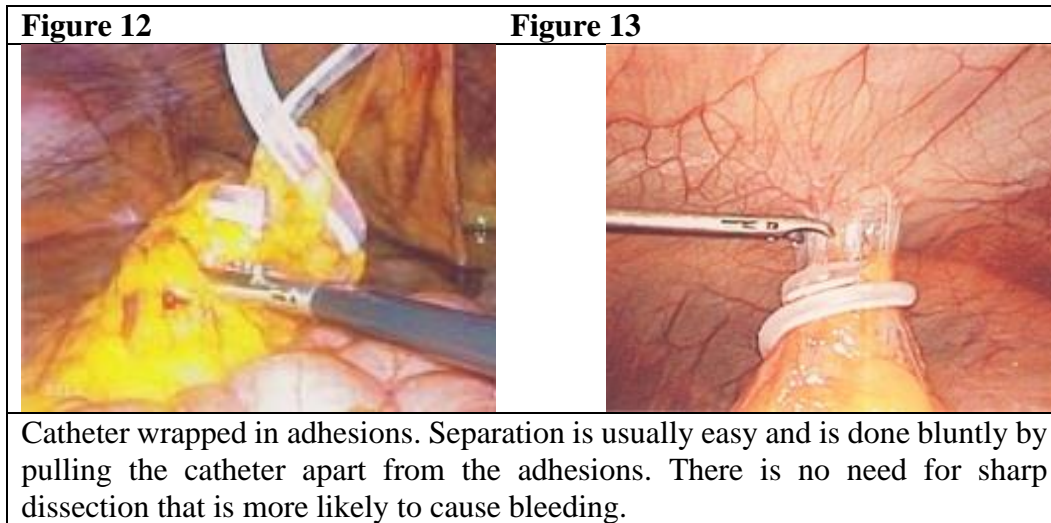 Figure 12 Figure 13
Catheter wrapped in adhesions. Separation is usually easy and is done bluntly by
pulling the catheter apart from the adhesions. There is no need for sharp
dissection that is more likely to cause bleeding.